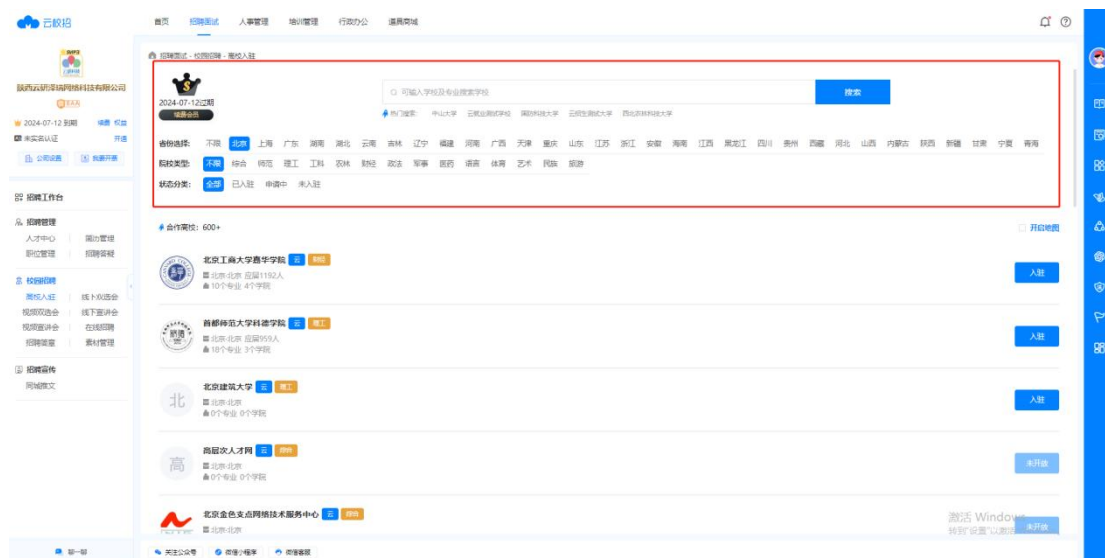 云校招
首页 招聘面试 人事管理 培训管理 行政办公 道具商城
招聘面试 - 校园招聘 - 高校入驻
陕西云研泽瑞网络科技有限公司
2024-07-12 到期 续费 权益
未实名认证 开通
公司设置 我要开票
招聘工作台
招聘管理
人才中心 简历管理
职位管理 招聘答疑
校园招聘
高校入驻 线下双选会
视频双选会 线下宣讲会
视频宣讲会 在线招聘
招聘简章 素材管理
招聘宣传
同城推文
聊一聊
2024-07-12过期
续费会员
可输入学校及专业搜索学校
搜索
热门搜索: 中山大学 云就业测试学校 国防科技大学 云研生测试大学 西北农林科技大学
省份选择: 不限 北京 上海 广东 湖南 湖北 云南 吉林 辽宁 福建 河南 广西 天津 重庆 山东 江苏 浙江 安徽 海南 江西 黑龙江 四川 贵州 西藏 河北 山西 内蒙古 陕西 新疆 甘肃 宁夏 青海
院校类型: 不限 综合 师范 理工 工科 农林 财经 政法 军事 医药 语言 体育 艺术 民族 旅游
状态分类: 全部 已入驻 申请中 未入驻
合作高校: 600+ 开启地图
北京工商大学嘉华学院 云 财经
北京-北京 应届1192人
10个专业 4个学院
入驻
首都师范大学科德学院 云 理工
北京-北京 应届959人
18个专业 3个学院
入驻
北
北京建筑大学 云 理工
北京-北京
0个专业 0个学院
入驻
高
高层次人才网 云 综合
北京-北京
0个专业 0个学院
未开放
北京金色支点网络技术服务中心 云 综合
北京-北京
未开放
激活 Windows
转到"设置"以激活
关注公众号 微信小程序 微信客服